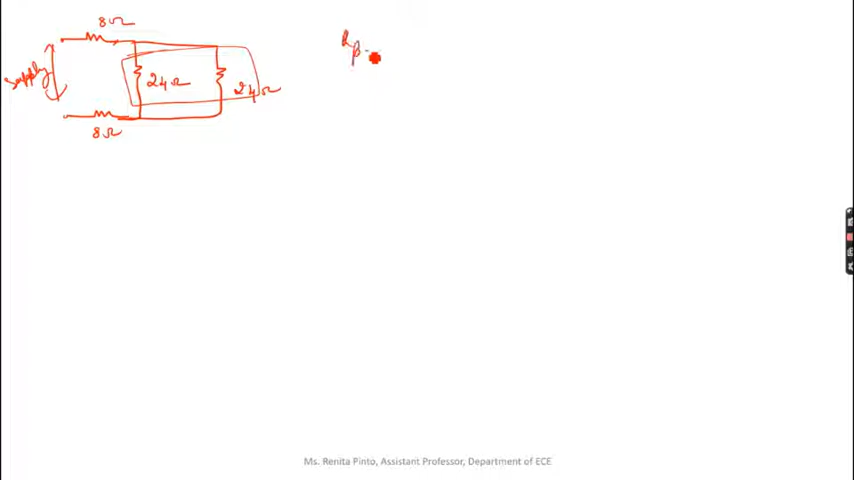 8Ω
Supply
24Ω
24Ω
8Ω
Rp
Ms. Renita Pinto, Assistant Professor, Department of ECE